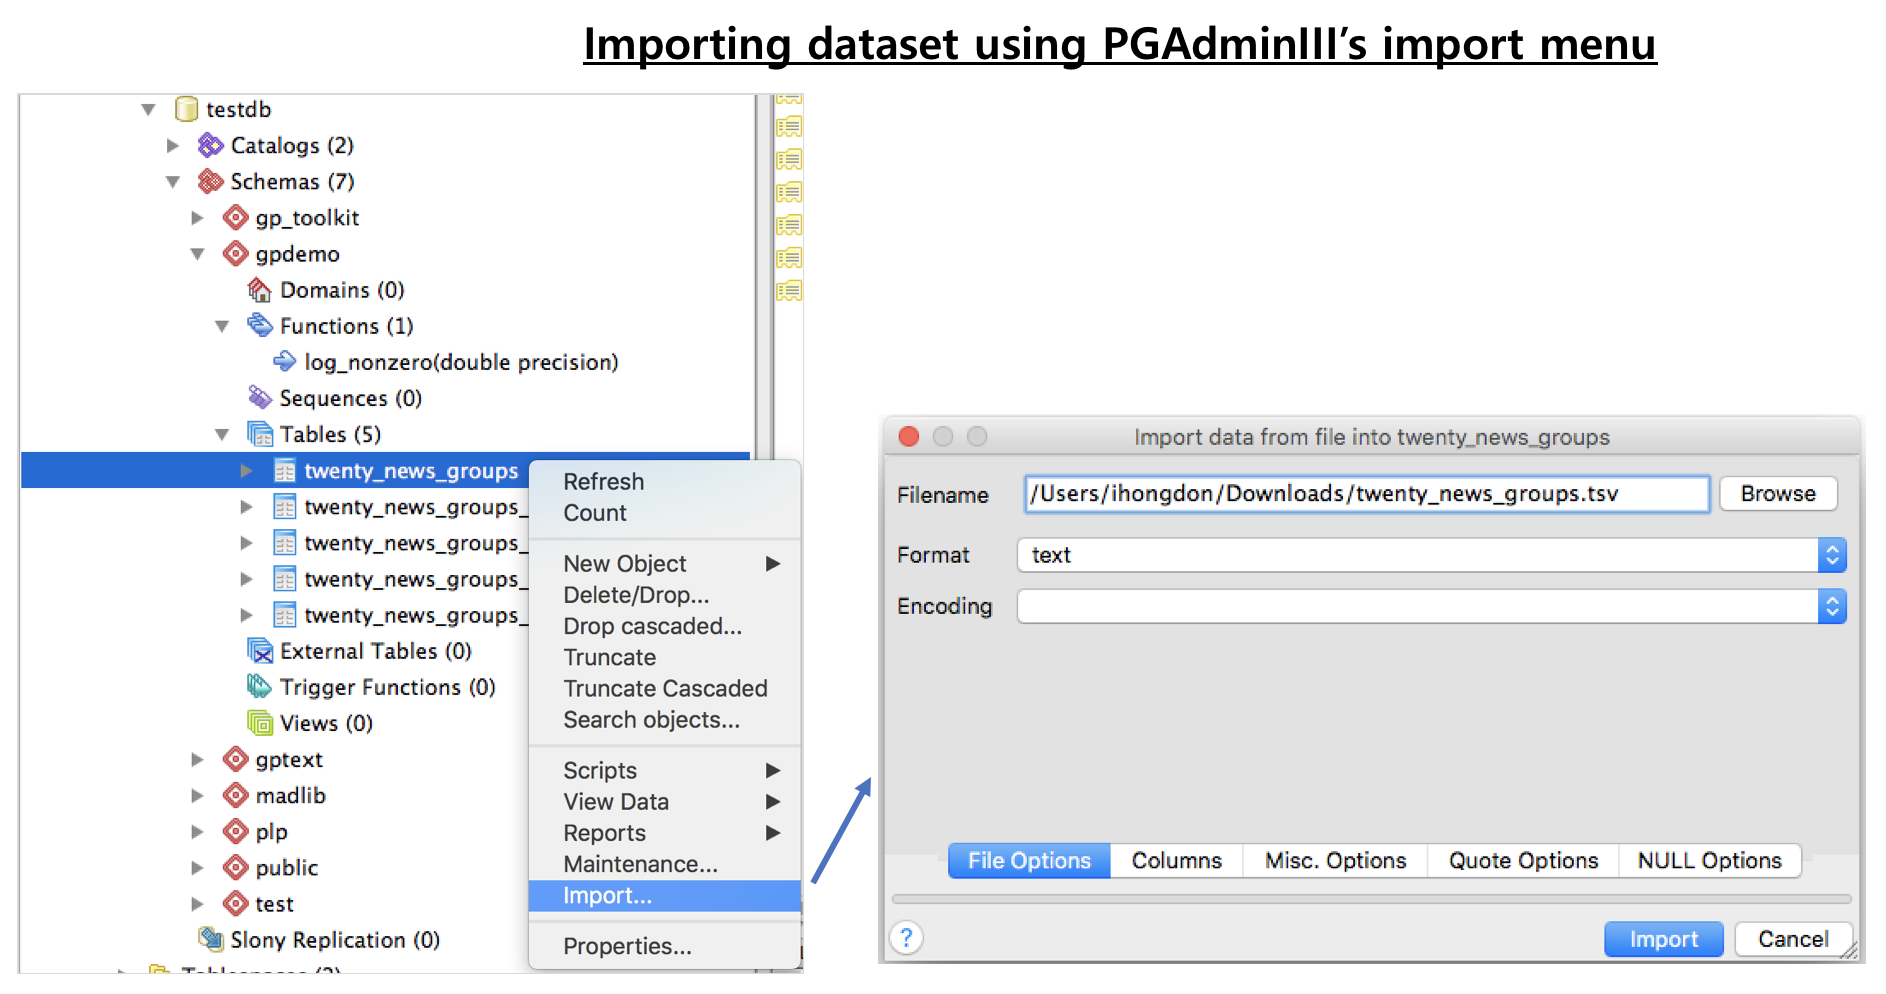 Importing dataset using PGAdminIII’s import menu
testdb
Catalogs (2)
Schemas (7)
gp_toolkit
gpdemo
Domains (0)
Functions (1)
log_nonzero(double precision)
Sequences (0)
Tables (5)
twenty_news_groups
twenty_news_groups_
twenty_news_groups_
twenty_news_groups_
twenty_news_groups_
External Tables (0)
Trigger Functions (0)
Views (0)
gptext
madlib
plp
public
test
Slony Replication (0)
Refresh
Count
New Object
Delete/Drop...
Drop cascaded...
Truncate
Truncate Cascaded
Search objects...
Scripts
View Data
Reports
Maintenance...
Import...
Properties...
Import data from file into twenty_news_groups
Filename /Users/ihongdon/Downloads/twenty_news_groups.tsv Browse
Format text
Encoding
File Options Columns Misc. Options Quote Options NULL Options
? Import Cancel